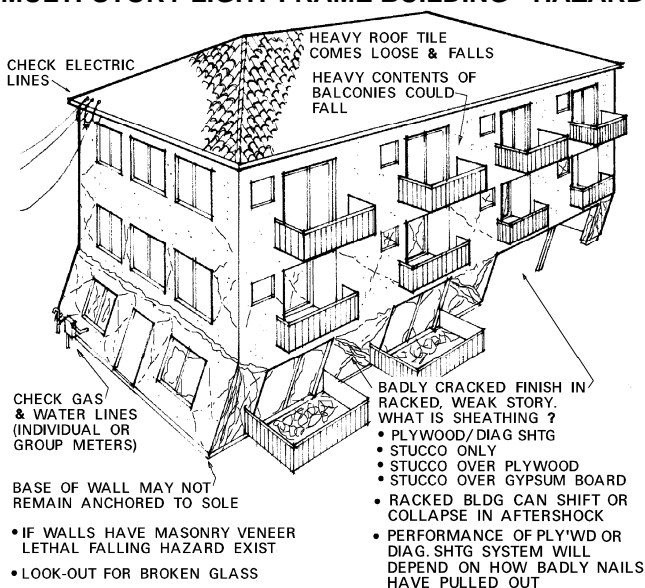 MULTI-STORY LIGHT FRAME BUILDING - HAZARD
HEAVY ROOF TILE
COMES LOOSE & FALLS
CHECK ELECTRIC
LINES
HEAVY CONTENTS OF
BALCONIES COULD
FALL
CHECK GAS
& WATER LINES
(INDIVIDUAL OR
GROUP METERS)
BASE OF WALL MAY NOT
REMAIN ANCHORED TO SOLE
• IF WALLS HAVE MASONRY VENEER
LETHAL FALLING HAZARD EXIST
• LOOK-OUT FOR BROKEN GLASS
BADLY CRACKED FINISH IN
RACKED, WEAK STORY.
WHAT IS SHEATHING ?
• PLYWOOD/DIAG SHTG
• STUCCO ONLY
• STUCCO OVER PLYWOOD
• STUCCO OVER GYPSUM BOARD
• RACKED BLDG CAN SHIFT OR
COLLAPSE IN AFTERSHOCK
• PERFORMANCE OF PLY'WD OR
DIAG. SHTG SYSTEM WILL
DEPEND ON HOW BADLY NAILS
HAVE PULLED OUT